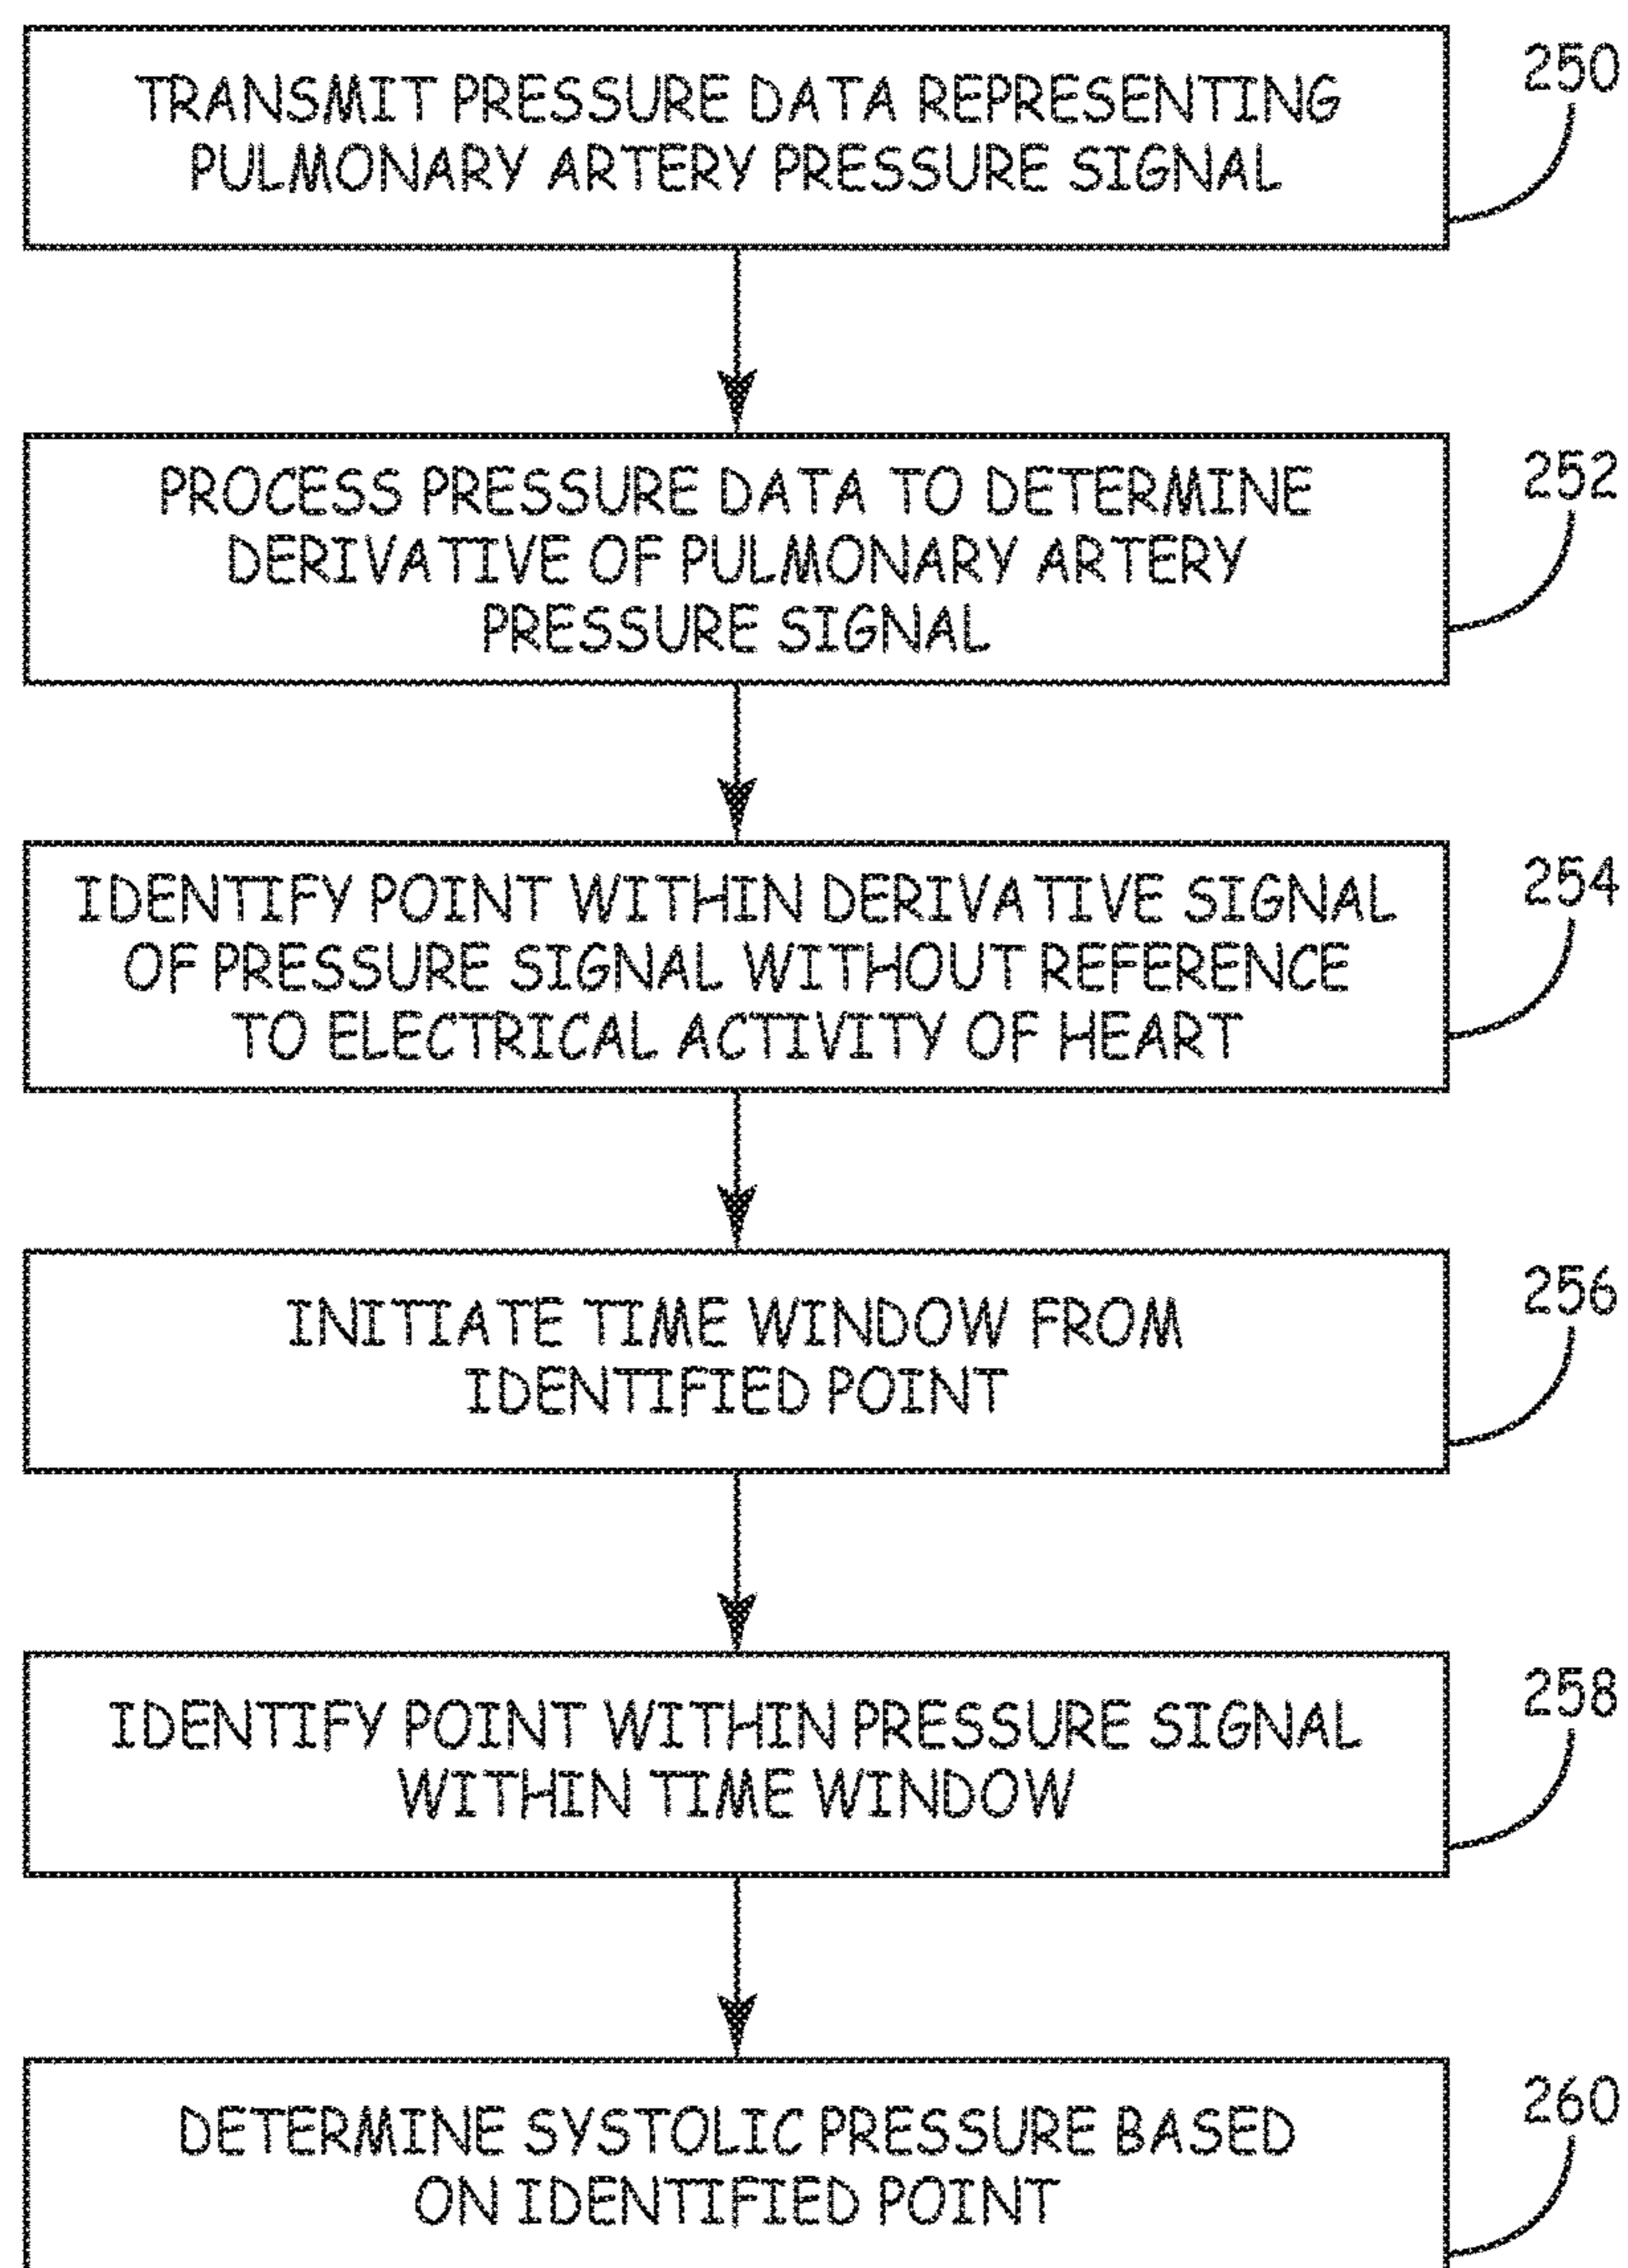 TRANSMIT PRESSURE DATA REPRESENTING
PULMONARY ARTERY PRESSURE SIGNAL
250
PROCESS PRESSURE DATA TO DETERMINE
DERIVATIVE OF PULMONARY ARTERY
PRESSURE SIGNAL
252
IDENTIFY POINT WITHIN DERIVATIVE SIGNAL
OF PRESSURE SIGNAL WITHOUT REFERENCE
TO ELECTRICAL ACTIVITY OF HEART
254
INITIATE TIME WINDOW FROM
IDENTIFIED POINT
256
IDENTIFY POINT WITHIN PRESSURE SIGNAL
WITHIN TIME WINDOW
258
DETERMINE SYSTOLIC PRESSURE BASED
ON IDENTIFIED POINT
260